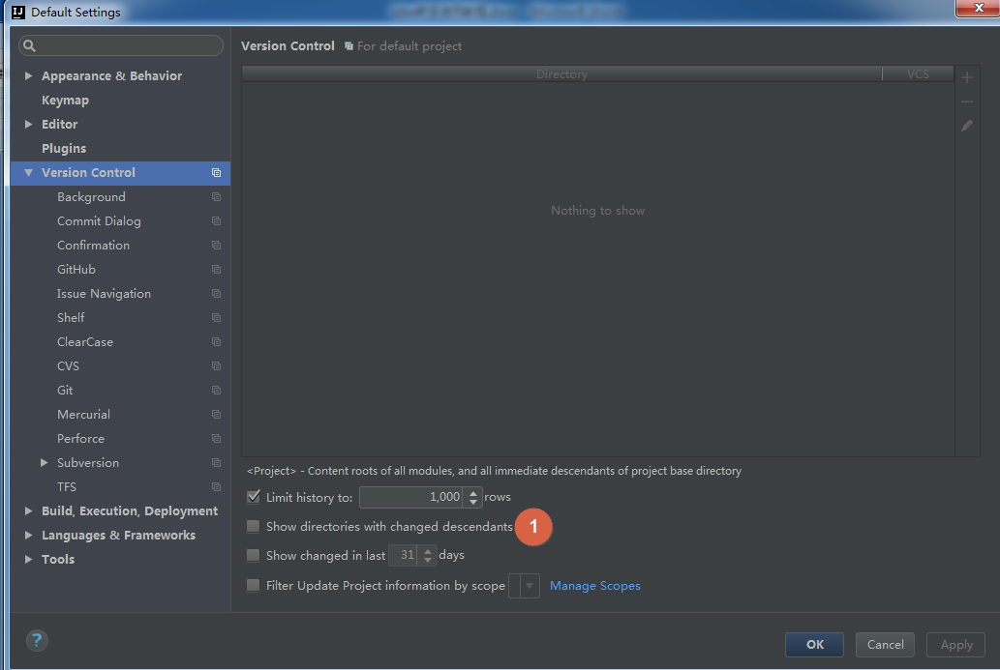 Default Settings
Version Control For default project
Appearance & Behavior
Keymap
Editor
Plugins
Version Control
Background
Commit Dialog
Confirmation
GitHub
Issue Navigation
Shelf
ClearCase
CVS
Git
Mercurial
Perforce
Subversion
TFS
Build, Execution, Deployment
Languages & Frameworks
Tools
Directory VCS
Nothing to show
<Project> - Content roots of all modules, and all immediate descendants of project base directory
Limit history to: 1,000 rows
Show directories with changed descendants 1
Show changed in last 31 days
Filter Update Project information by scope Manage Scopes
? OK Cancel Apply